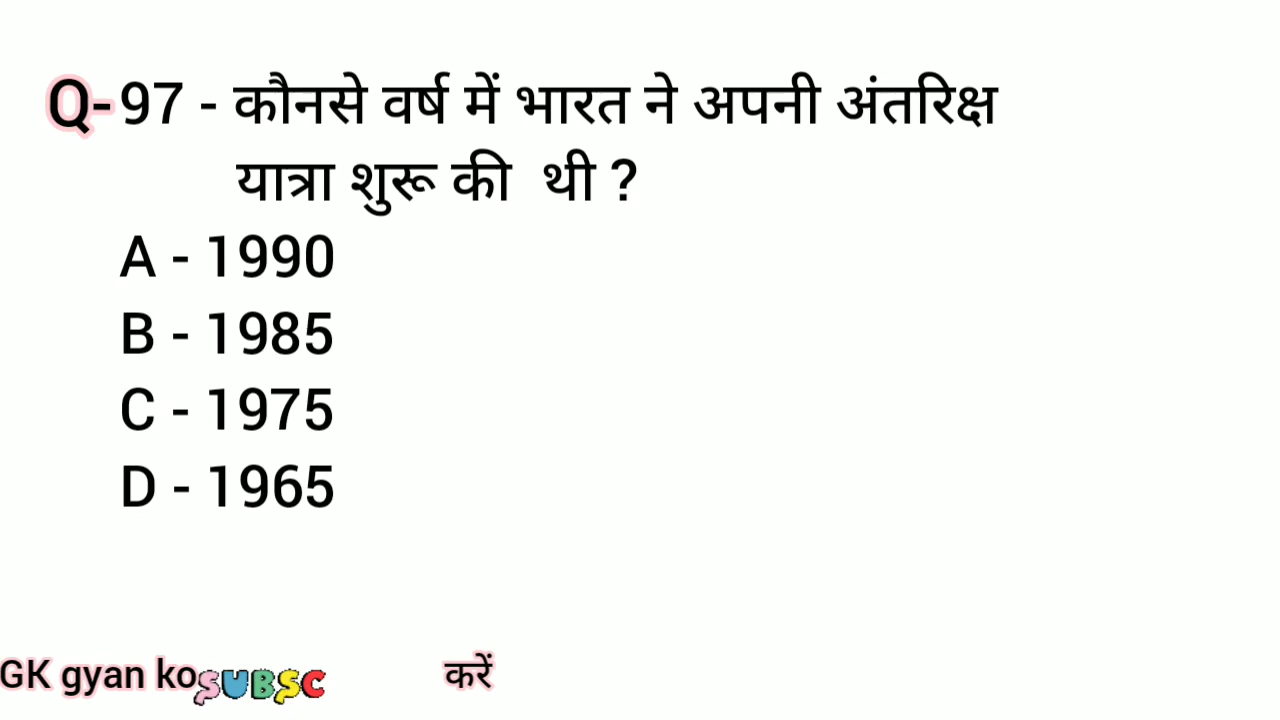 Q-97 - कौनसे वर्ष में भारत ने अपनी अंतरिक्ष
यात्रा शुरू की थी ?
A - 1990
B - 1985
C - 1975
D - 1965
GK gyan ko SUBSC करें